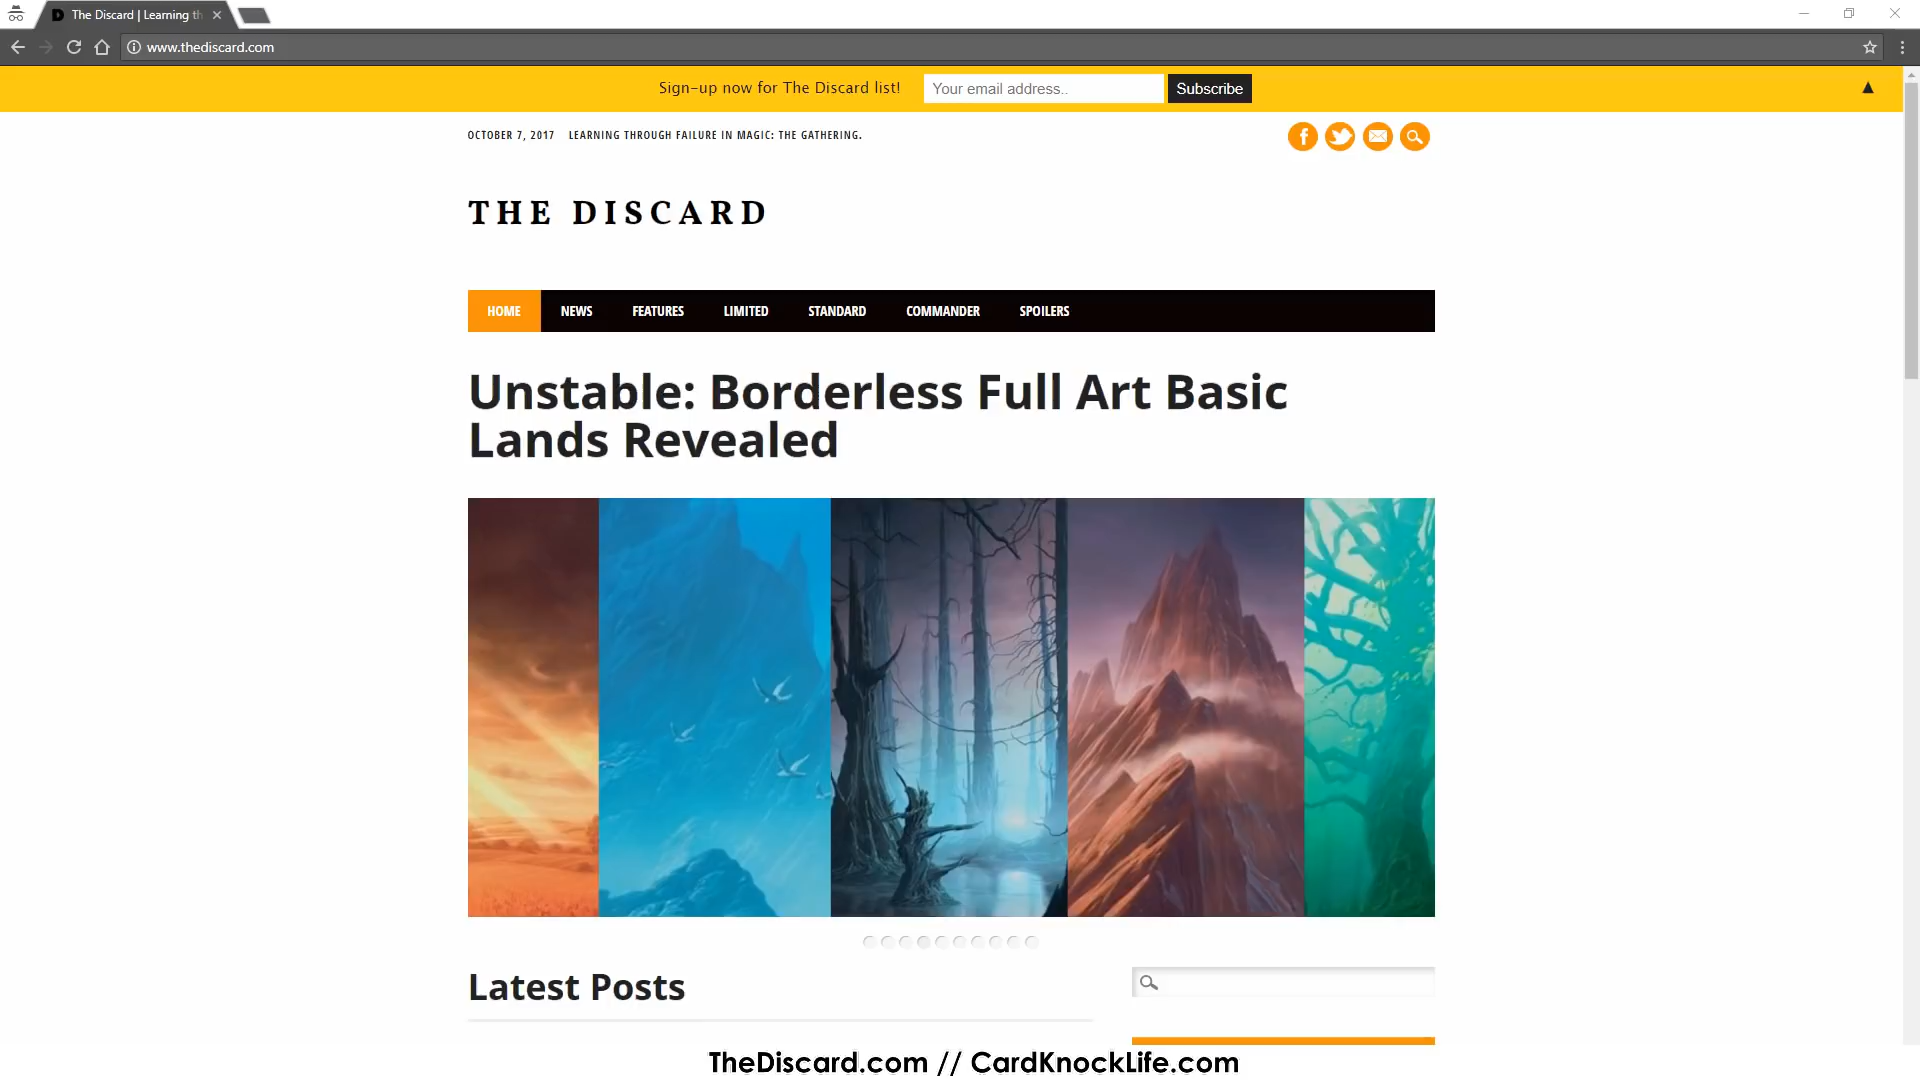 The Discard | Learning th
www.thediscard.com
Sign-up now for The Discard list!
Your email address..
Subscribe
OCTOBER 7, 2017 LEARNING THROUGH FAILURE IN MAGIC: THE GATHERING.
THE DISCARD
HOME NEWS FEATURES LIMITED STANDARD COMMANDER SPOILERS
Unstable: Borderless Full Art Basic
Lands Revealed
Latest Posts
TheDiscard.com // CardKnockLife.com